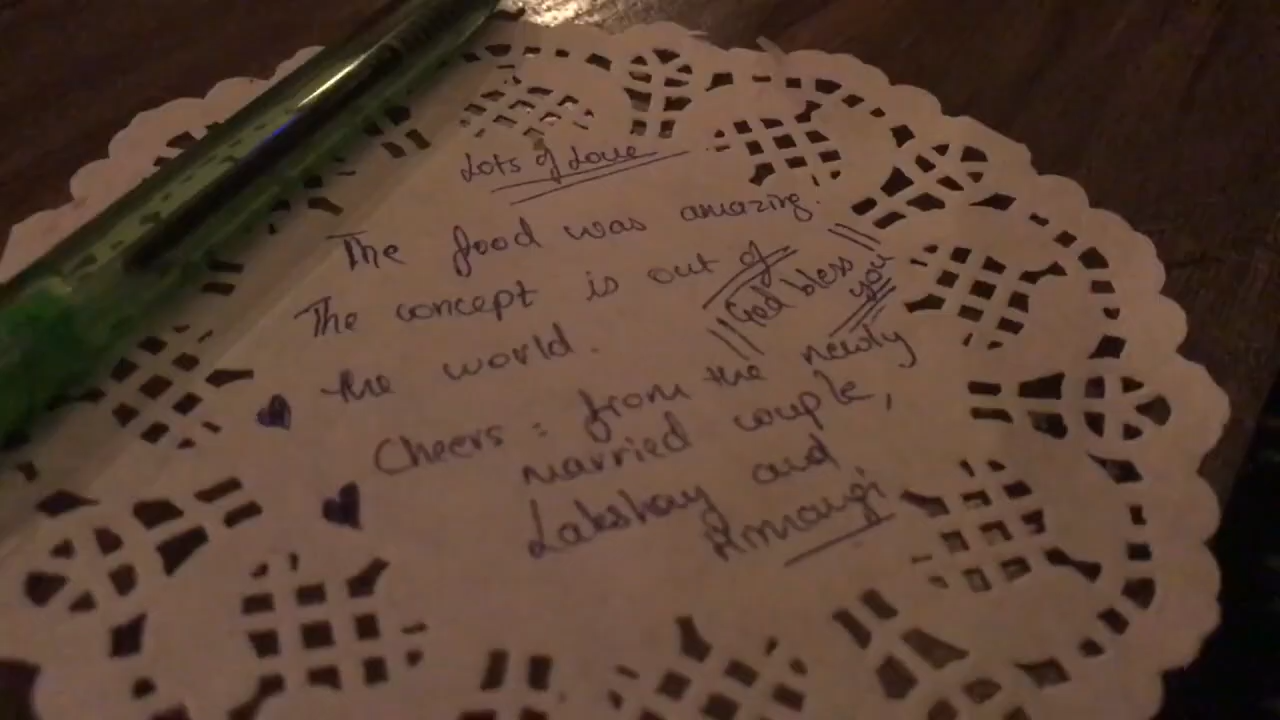 Lots of Love
The food was amazing.
The concept is out of
the world.
God bless
you
Cheers : from the newly
married couple,
Lakshay and